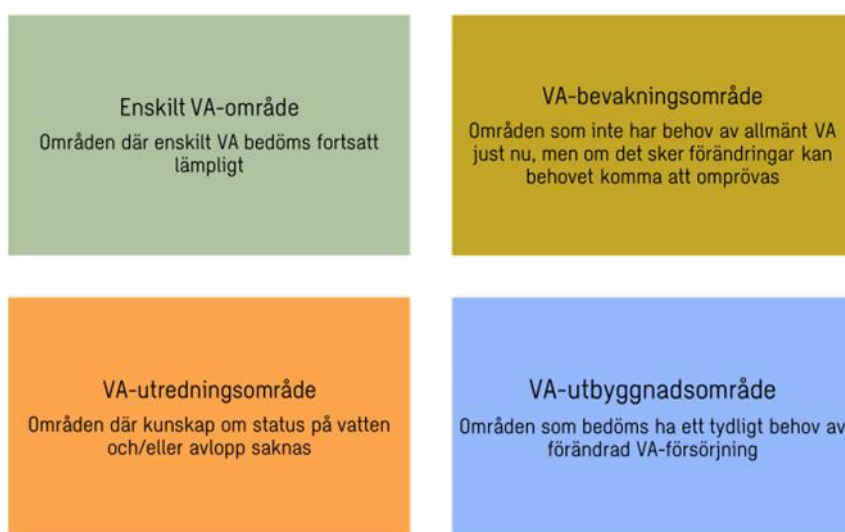 Enskilt VA-område
Områden där enskilt VA bedöms fortsatt
lämpligt
VA-bevakningsområde
Områden som inte har behov av allmänt VA
just nu, men om det sker förändringar kan
behovet komma att omprövas
VA-utredningsområde
Områden där kunskap om status på vatten
och/eller avlopp saknas
VA-utbyggnadsområde
Områden som bedöms ha ett tydligt behov av
förändrad VA-försörjning